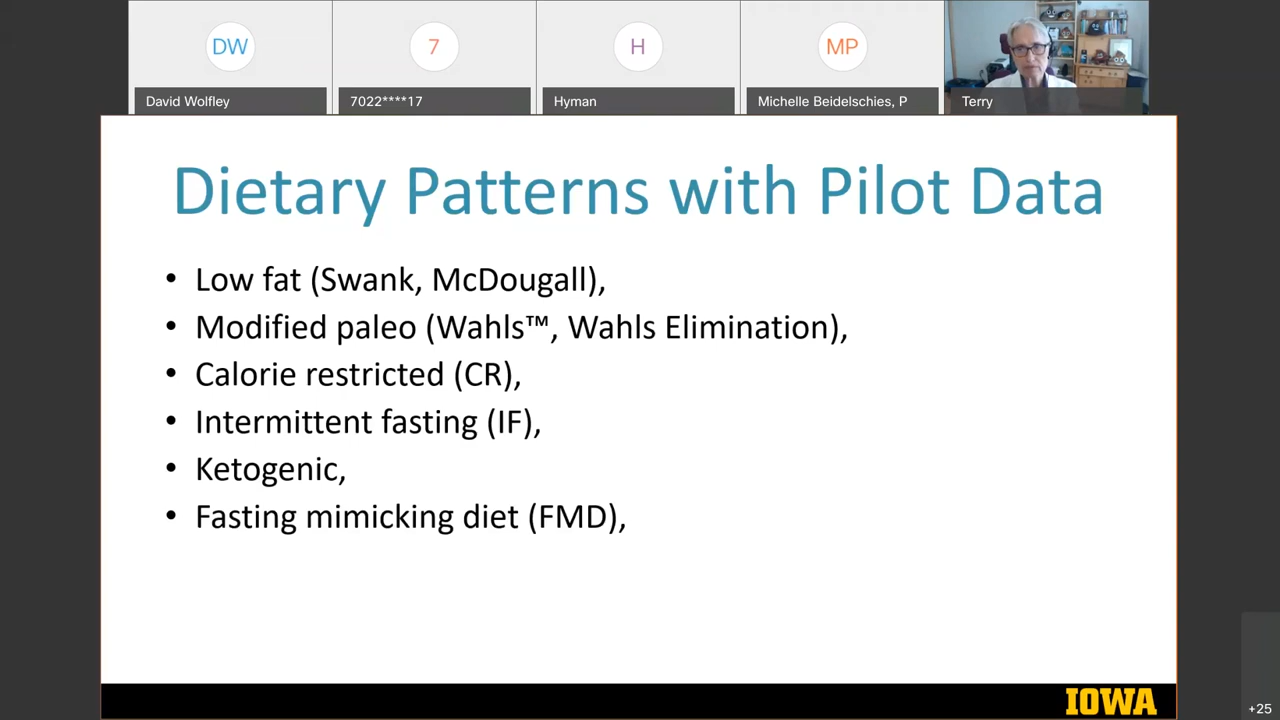 DW
7
H
MP
David Wolfley
7022****17
Hyman
Michelle Beidelschies, P
Terry
Dietary Patterns with Pilot Data
• Low fat (Swank, McDougall),
• Modified paleo (Wahls™, Wahls Elimination),
• Calorie restricted (CR),
• Intermittent fasting (IF),
• Ketogenic,
• Fasting mimicking diet (FMD),
IOWA
+25